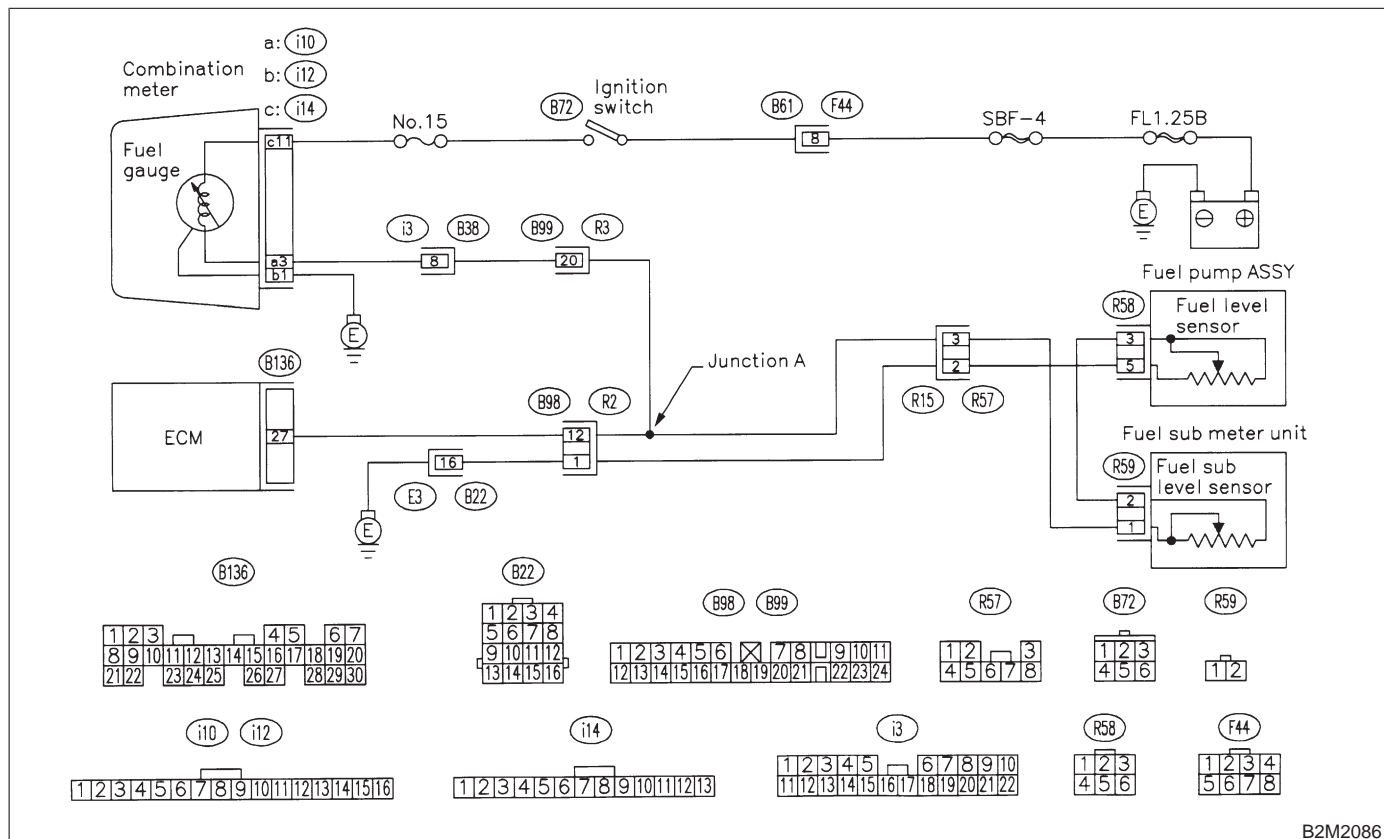 a: i10
b: i12
c: i14
Combination
meter
Fuel
gauge
c11
a3
b1
No.15
B72
Ignition
switch
B61 F44
8
SBF-4
FL1.25B
E
⊖ ⊕
i3 B38
8
B99 R3
20
E
Fuel pump ASSY
R58
Fuel level
sensor
3
5
Junction A
3
2
R15 R57
B136
ECM
27
B98 R2
12
1
16
E3 B22
E
Fuel sub meter unit
R59
Fuel sub
level sensor
2
1
B136
1 2 3 4 5 6 7
8 9 10 11 12 13 14 15 16 17 18 19 20
21 22 23 24 25 26 27 28 29 30
B22
1 2 3 4
5 6 7 8
9 10 11 12
13 14 15 16
B98 B99
1 2 3 4 5 6 7 8 9 10 11
12 13 14 15 16 17 18 19 20 21 22 23 24
R57
1 2 3
4 5 6 7 8
B72
1 2 3
4 5 6
R59
1 2
i10 i12
1 2 3 4 5 6 7 8 9 10 11 12 13 14 15 16
i14
1 2 3 4 5 6 7 8 9 10 11 12 13
i3
1 2 3 4 5 6 7 8 9 10
11 12 13 14 15 16 17 18 19 20 21 22
R58
1 2 3
4 5 6
F44
1 2 3 4
5 6 7 8
B2M2086